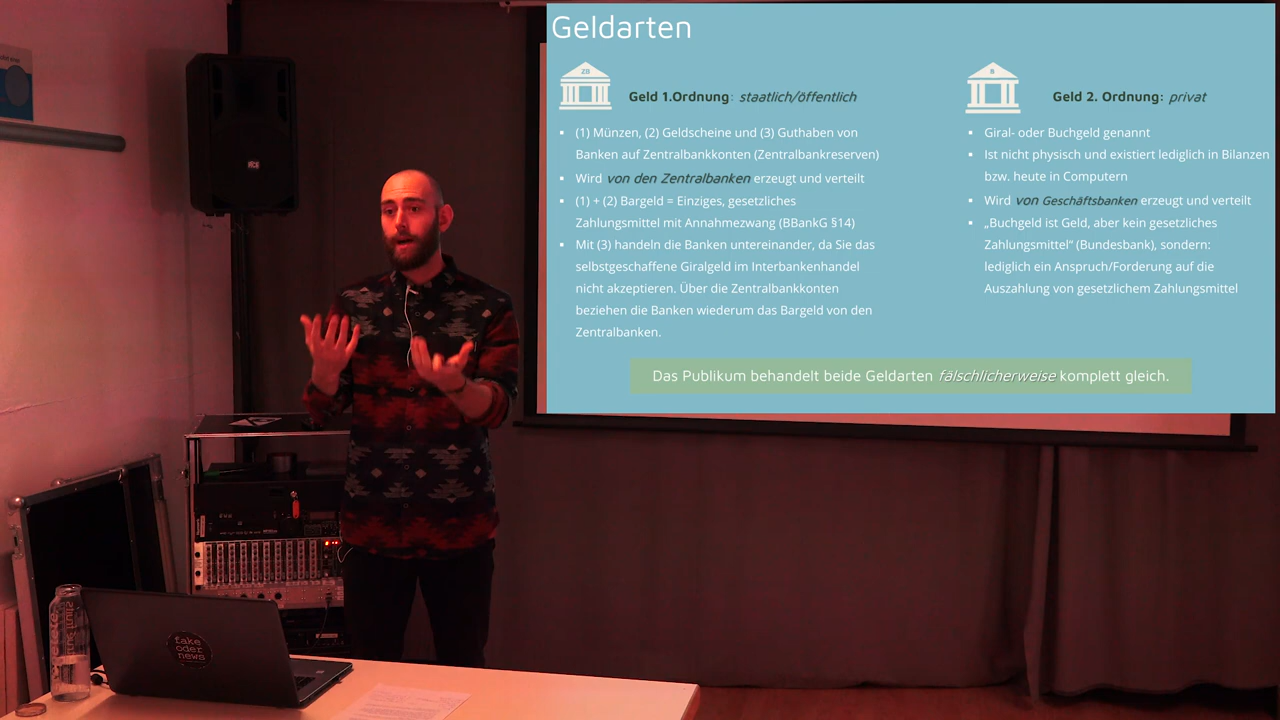 Geldarten
ZB
Geld 1.Ordnung: staatlich/öffentlich
▪ (1) Münzen, (2) Geldscheine und (3) Guthaben von
Banken auf Zentralbankkonten (Zentralbankreserven)
▪ Wird von den Zentralbanken erzeugt und verteilt
▪ (1) + (2) Bargeld = Einziges, gesetzliches
Zahlungsmittel mit Annahmezwang (BBankG §14)
▪ Mit (3) handeln die Banken untereinander, da Sie das
selbstgeschaffene Giralgeld im Interbankenhandel
nicht akzeptieren. Über die Zentralbankkonten
beziehen die Banken wiederum das Bargeld von den
Zentralbanken.
B
Geld 2. Ordnung: privat
▪ Giral- oder Buchgeld genannt
▪ Ist nicht physisch und existiert lediglich in Bilanzen
bzw. heute in Computern
▪ Wird von Geschäftsbanken erzeugt und verteilt
▪ „Buchgeld ist Geld, aber kein gesetzliches
Zahlungsmittel“ (Bundesbank), sondern:
lediglich ein Anspruch/Forderung auf die
Auszahlung von gesetzlichem Zahlungsmittel
Das Publikum behandelt beide Geldarten fälschlicherweise komplett gleich.
RCF
fake
oder
news